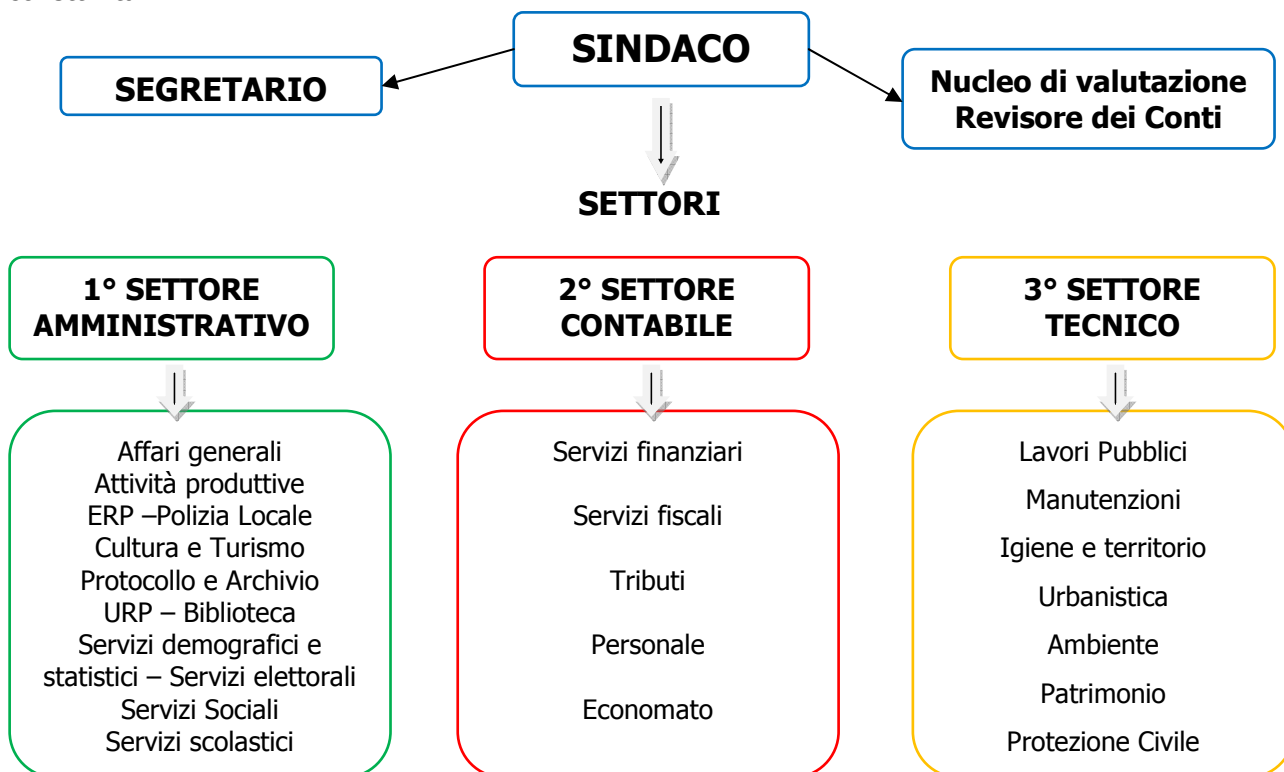 SINDACO
SEGRETARIO
Nucleo di valutazione
Revisore dei Conti
SETTORI
1° SETTORE
AMMINISTRATIVO
2° SETTORE
CONTABILE
3° SETTORE
TECNICO
Affari generali
Attività produttive
ERP –Polizia Locale
Cultura e Turismo
Protocollo e Archivio
URP – Biblioteca
Servizi demografici e
statistici – Servizi elettorali
Servizi Sociali
Servizi scolastici
Servizi finanziari
Servizi fiscali
Tributi
Personale
Economato
Lavori Pubblici
Manutenzioni
Igiene e territorio
Urbanistica
Ambiente
Patrimonio
Protezione Civile